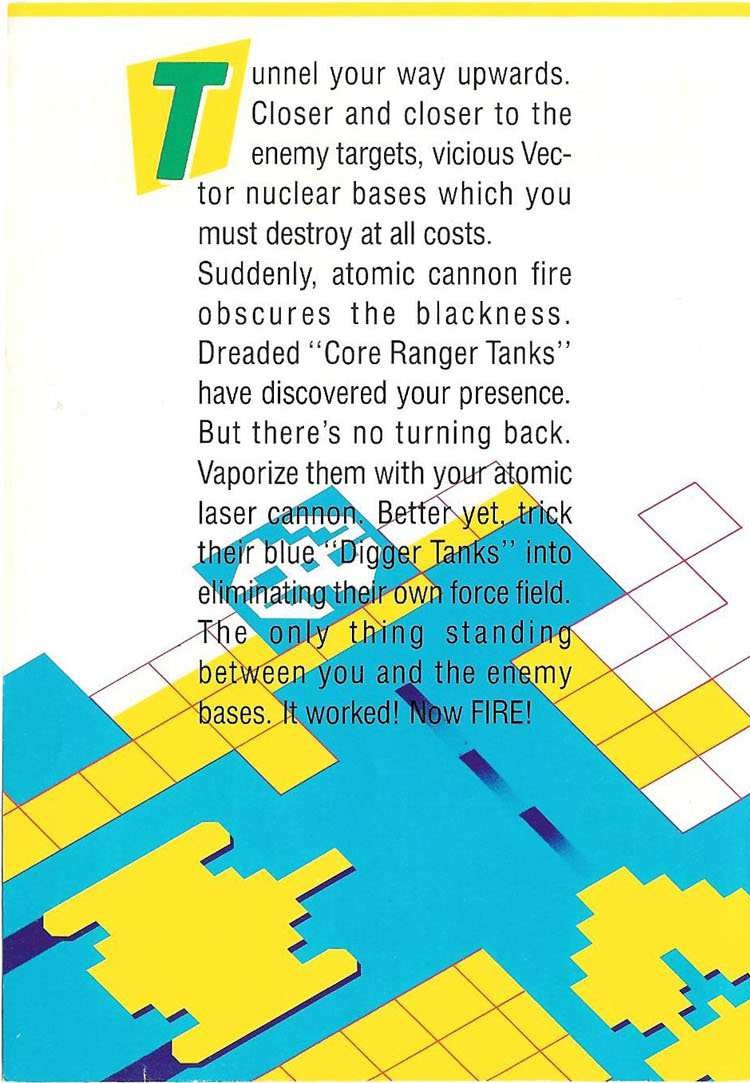 Tunnel your way upwards.
Closer and closer to the
enemy targets, vicious Vec-
tor nuclear bases which you
must destroy at all costs.
Suddenly, atomic cannon fire
obscures the blackness.
Dreaded “Core Ranger Tanks”
have discovered your presence.
But there's no turning back.
Vaporize them with your atomic
laser cannon. Better yet, trick
their blue “Digger Tanks” into
eliminating their own force field.
The only thing standing
between you and the enemy
bases. It worked! Now FIRE!